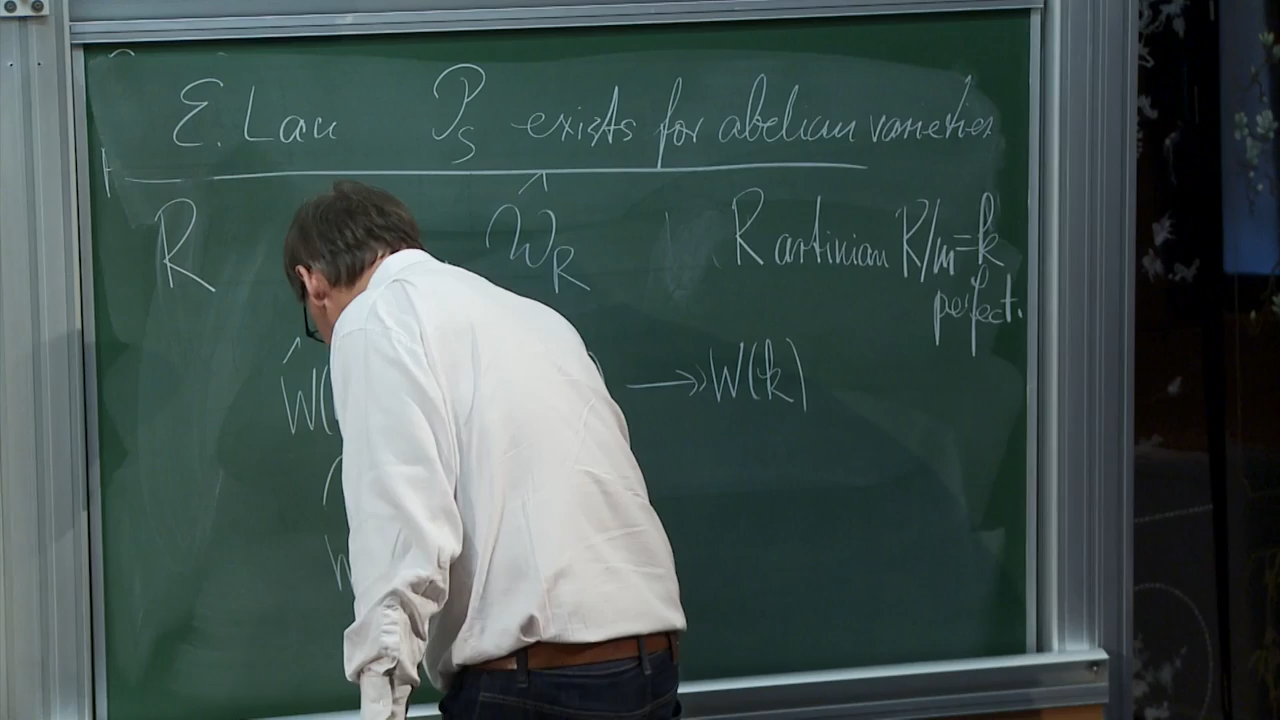 E. Lau P_S exists for abelian varieties
R Ŵ_R R artinian R/m=k
perfect.
Ŵ( ) ↠ W(k)